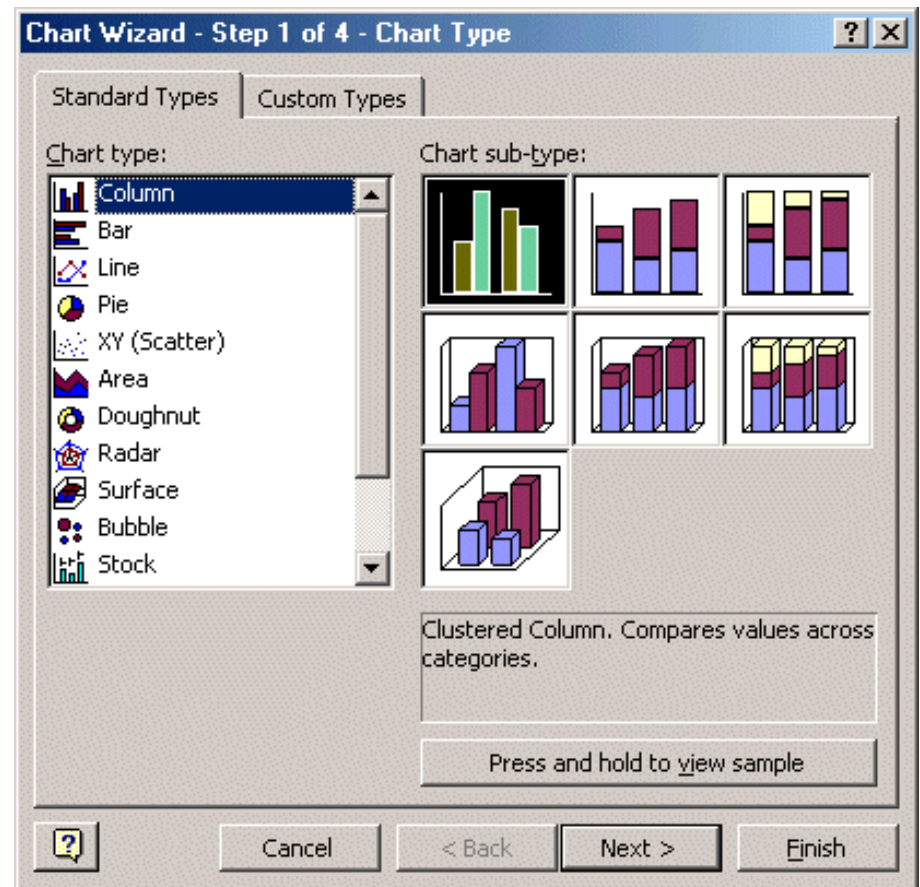 Chart Wizard - Step 1 of 4 - Chart Type
Standard Types
Custom Types
Chart type:
Chart sub-type:
Column
Bar
Line
Pie
XY (Scatter)
Area
Doughnut
Radar
Surface
Bubble
Stock
Clustered Column. Compares values across
categories.
Press and hold to view sample
Cancel
< Back
Next >
Finish